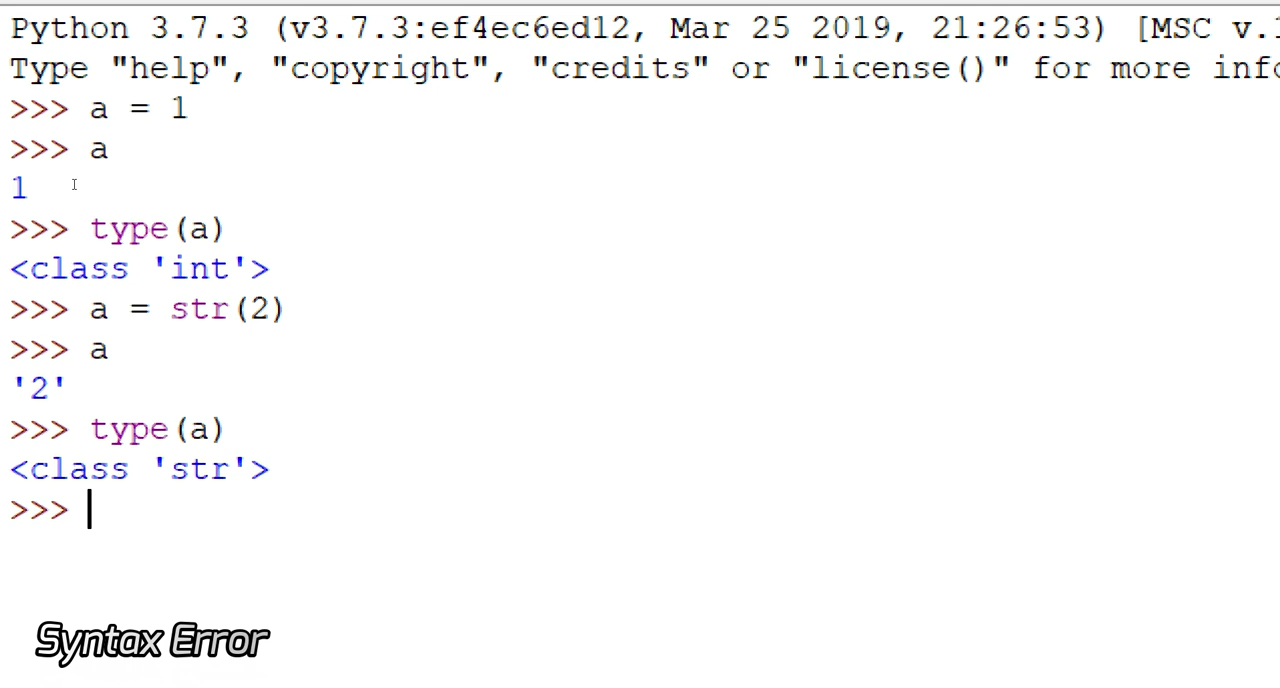 Python 3.7.3 (v3.7.3:ef4ec6ed12, Mar 25 2019, 21:26:53) [MSC v.1
Type "help", "copyright", "credits" or "license()" for more info
>>> a = 1
>>> a
1
>>> type(a)
<class 'int'>
>>> a = str(2)
>>> a
'2'
>>> type(a)
<class 'str'>
>>>
Syntax Error